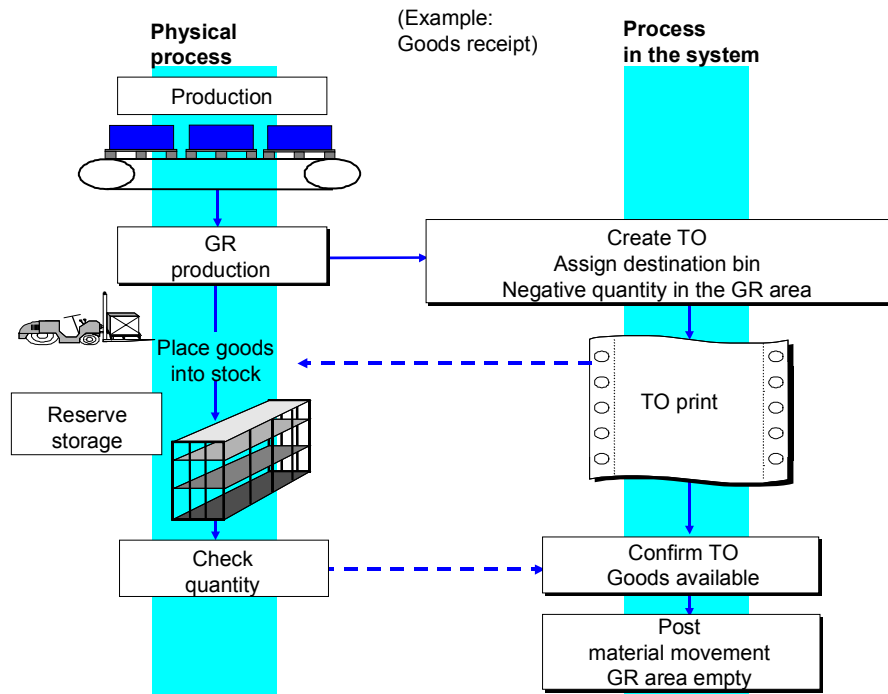 (Example:
Goods receipt)
Physical
process
Process
in the system
Production
GR
production
Create TO
Assign destination bin
Negative quantity in the GR area
Place goods
into stock
TO print
Reserve
storage
Check
quantity
Confirm TO
Goods available
Post
material movement
GR area empty